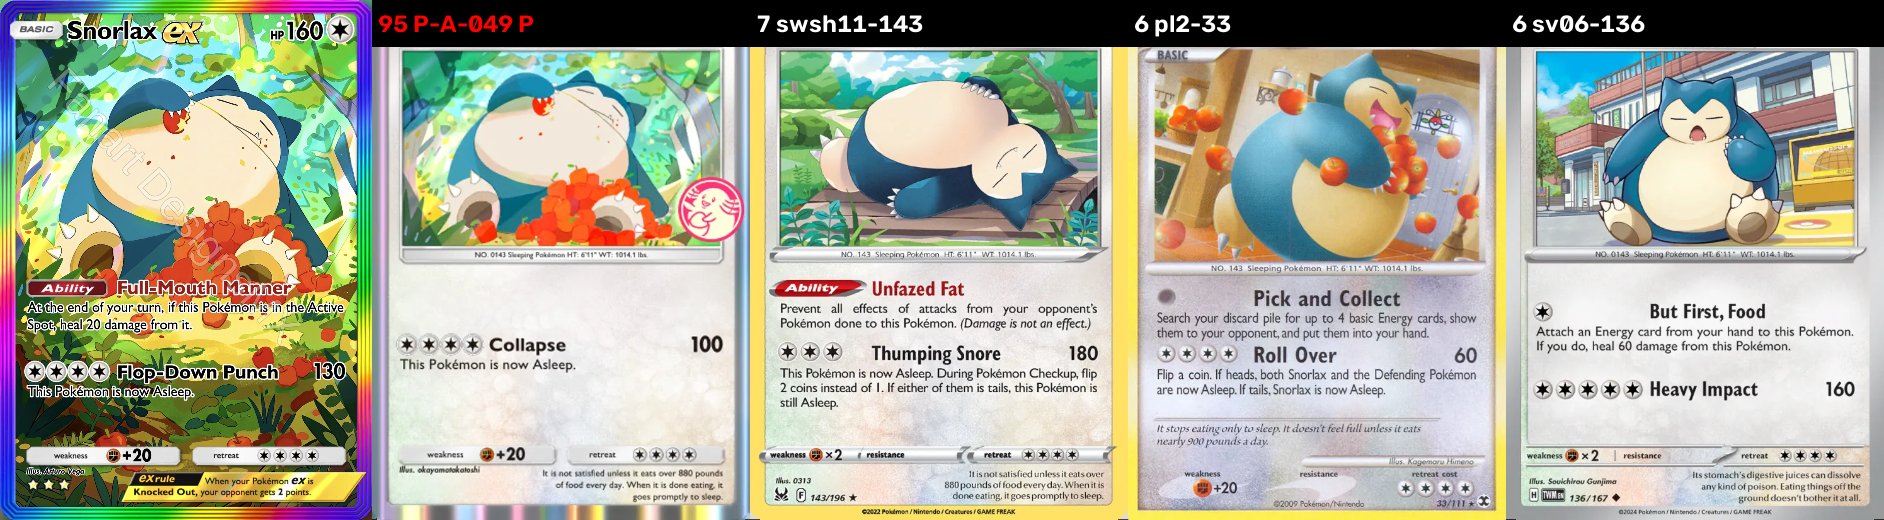 BASIC Snorlax ex HP 160
Tarart Designs
Ability Full-Mouth Manner
At the end of your turn, if this Pokémon is in the Active
Spot, heal 20 damage from it.
Flop-Down Punch 130
This Pokémon is now Asleep.
weakness +20 retreat
Illus. Arturo Vega
ex rule When your Pokémon ex is
Knocked Out, your opponent gets 2 points.
95 P-A-049 P
NO. 0143 Sleeping Pokémon HT: 6'11" WT: 1014.1 lbs.
Collapse 100
This Pokémon is now Asleep.
weakness +20 retreat
Illus. okayamatakatoshi
It is not satisfied unless it eats over 880 pounds
of food every day. When it is done eating, it
goes promptly to sleep.
7 swsh11-143
NO. 143 Sleeping Pokémon HT: 6'11" WT: 1014.1 lbs.
Ability Unfazed Fat
Prevent all effects of attacks from your opponent's
Pokémon done to this Pokémon. (Damage is not an effect.)
Thumping Snore 180
This Pokémon is now Asleep. During Pokémon Checkup, flip
2 coins instead of 1. If either of them is tails, this Pokémon is
still Asleep.
weakness ×2 resistance retreat
Illus. 0313
F 143/196 ★
It is not satisfied unless it eats over
880 pounds of food every day. When it is
done eating, it goes promptly to sleep.
©2022 Pokémon / Nintendo / Creatures / GAME FREAK
6 pl2-33
BASIC
NO. 143 Sleeping Pokémon HT: 6'11" WT: 1014.1 lbs.
Pick and Collect
Search your discard pile for up to 4 basic Energy cards, show
them to your opponent, and put them into your hand.
Roll Over 60
Flip a coin. If heads, both Snorlax and the Defending Pokémon
are now Asleep. If tails, Snorlax is now Asleep.
It stops eating only to sleep. It doesn't feel full unless it eats
nearly 900 pounds a day.
Illus. Kagemaru Himeno
weakness +20 resistance retreat cost
©2009 Pokémon/Nintendo 33/111 ★
6 sv06-136
NO. 0143 Sleeping Pokémon HT: 6'11" WT: 1014.1 lbs.
But First, Food
Attach an Energy card from your hand to this Pokémon.
If you do, heal 60 damage from this Pokémon.
Heavy Impact 160
weakness ×2 resistance retreat
Illus. Souichirou Gunjima
H TWM EN 136/167 ◆
Its stomach's digestive juices can dissolve
any kind of poison. Eating things off the
ground doesn't bother it at all.
©2024 Pokémon / Nintendo / Creatures / GAME FREAK